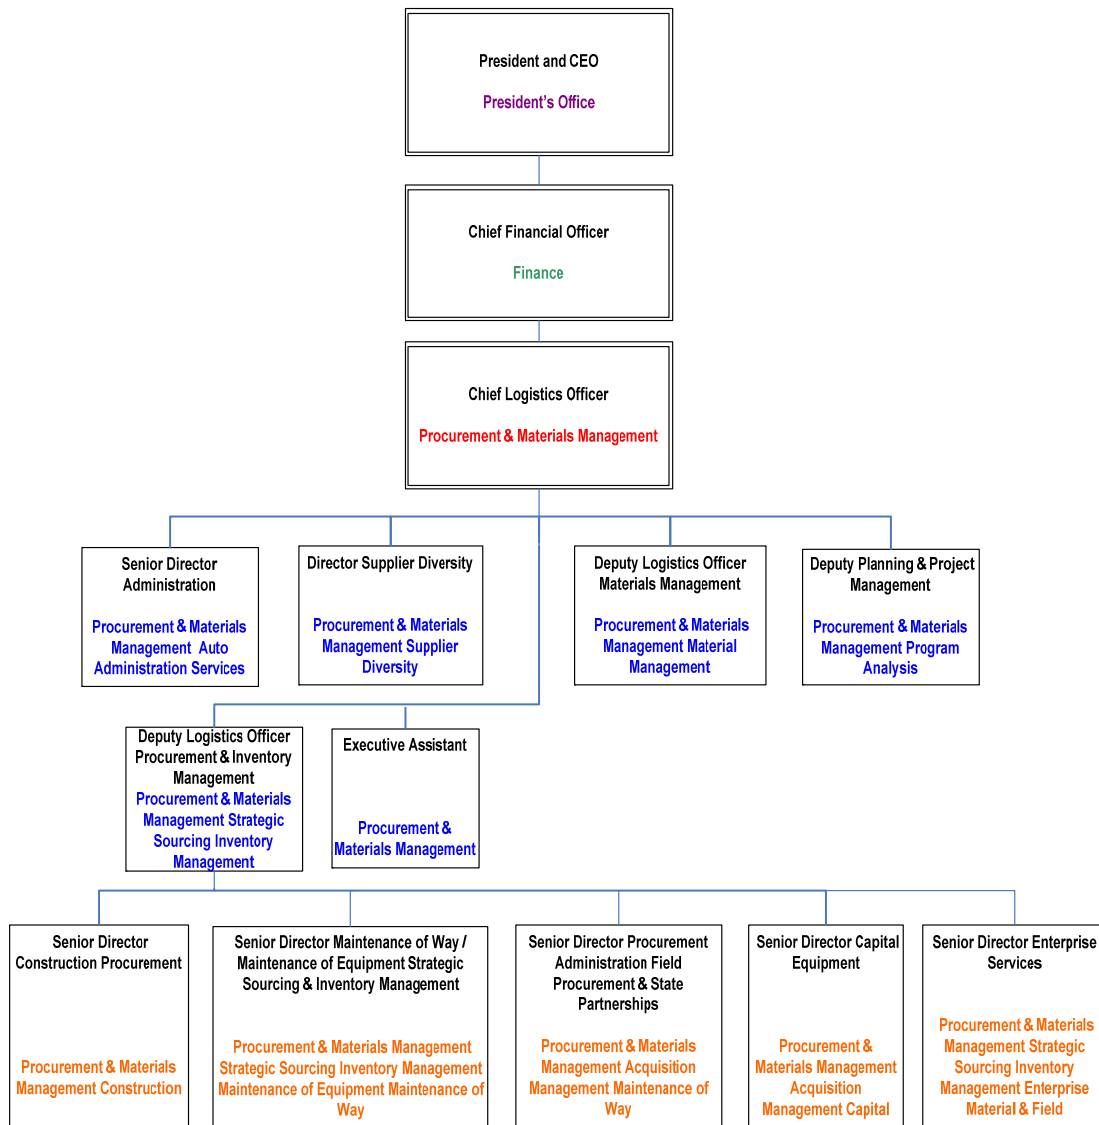 President and CEO
President's Office
Chief Financial Officer
Finance
Chief Logistics Officer
Procurement & Materials Management
Senior Director
Administration
Procurement & Materials
Management Auto
Administration Services
Director Supplier Diversity
Procurement & Materials
Management Supplier
Diversity
Deputy Logistics Officer
Materials Management
Procurement & Materials
Management Material
Management
Deputy Planning & Project
Management
Procurement & Materials
Management Program
Analysis
Deputy Logistics Officer
Procurement & Inventory
Management
Procurement & Materials
Management Strategic
Sourcing Inventory
Management
Executive Assistant
Procurement &
Materials Management
Senior Director
Construction Procurement
Procurement & Materials
Management Construction
Senior Director Maintenance of Way /
Maintenance of Equipment Strategic
Sourcing & Inventory Management
Procurement & Materials Management
Strategic Sourcing Inventory Management
Maintenance of Equipment Maintenance of
Way
Senior Director Procurement
Administration Field
Procurement & State
Partnerships
Procurement & Materials
Management Acquisition
Management Maintenance of
Way
Senior Director Capital
Equipment
Procurement &
Materials Management
Acquisition
Management Capital
Senior Director Enterprise
Services
Procurement & Materials
Management Strategic
Sourcing Inventory
Management Enterprise
Material & Field